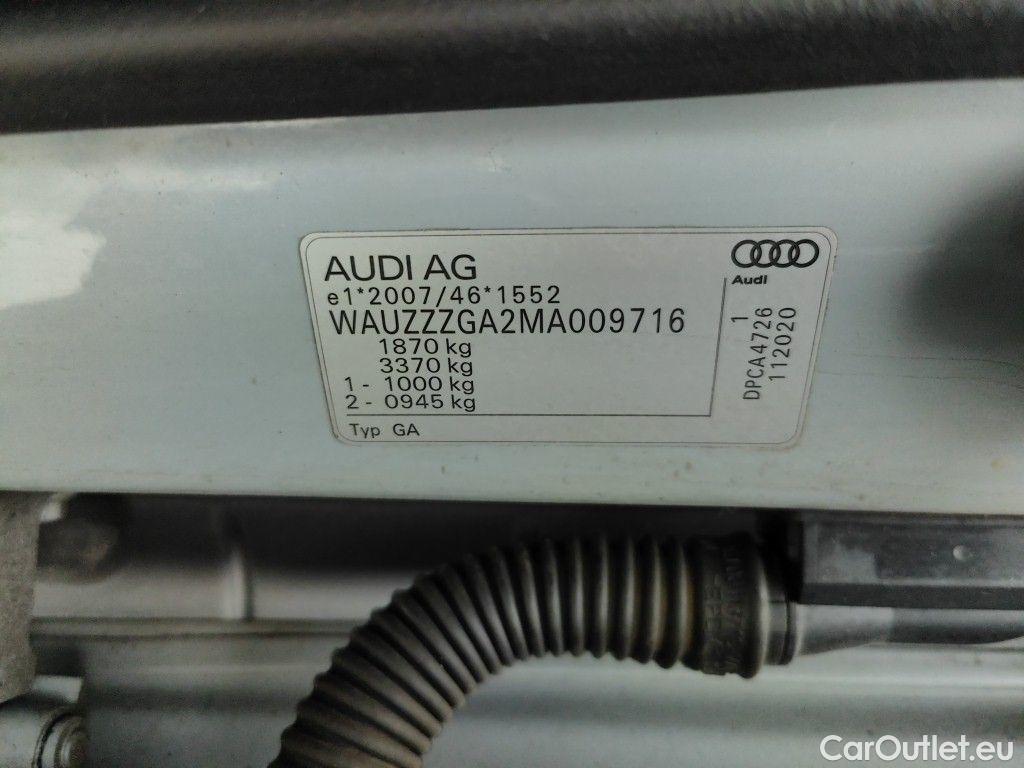 AUDI AG
e1*2007/46*1552
WAUZZZGA2MA009716
1870 kg
3370 kg
1 - 1000 kg
2 - 0945 kg
Typ GA
Audi
1
DPCA4726
112020
CarOutlet.eu